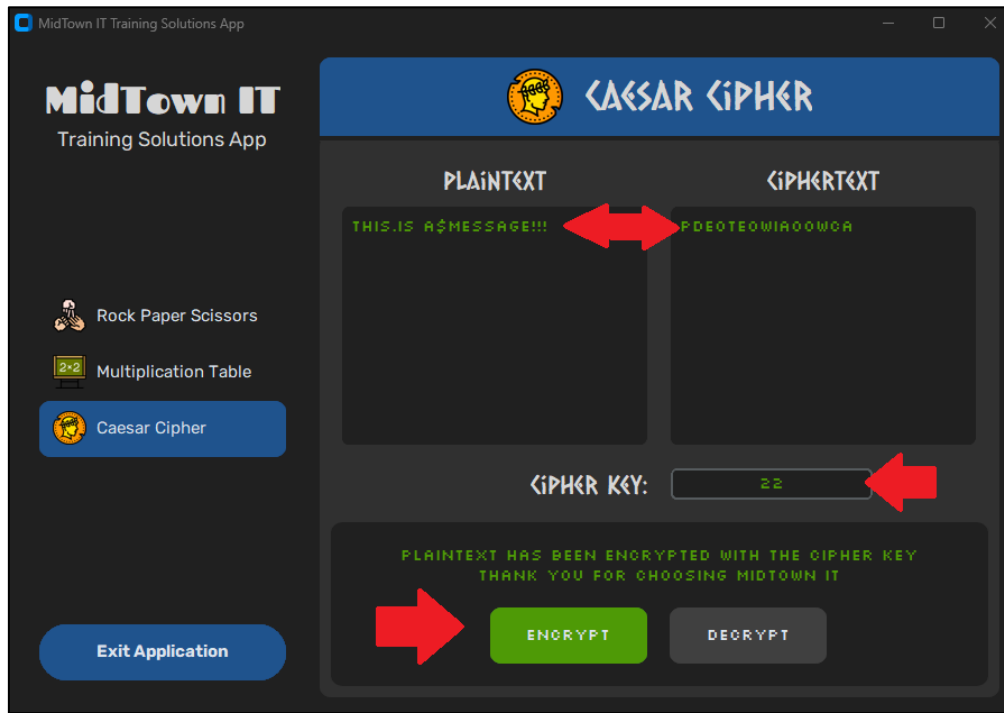 MidTown IT Training Solutions App
MidTown IT
Training Solutions App
Rock Paper Scissors
2×2
Multiplication Table
Caesar Cipher
Exit Application
CAESAR CiPHER
PLAiNTEXT
CiPHERTEXT
THIS.IS A$MESSAGE!!!
PDEOTEOWIAOOWCA
CiPHER KEY:
22
PLAINTEXT HAS BEEN ENCRYPTED WITH THE CIPHER KEY
THANK YOU FOR CHOOSING MIDTOWN IT
ENCRYPT
DECRYPT